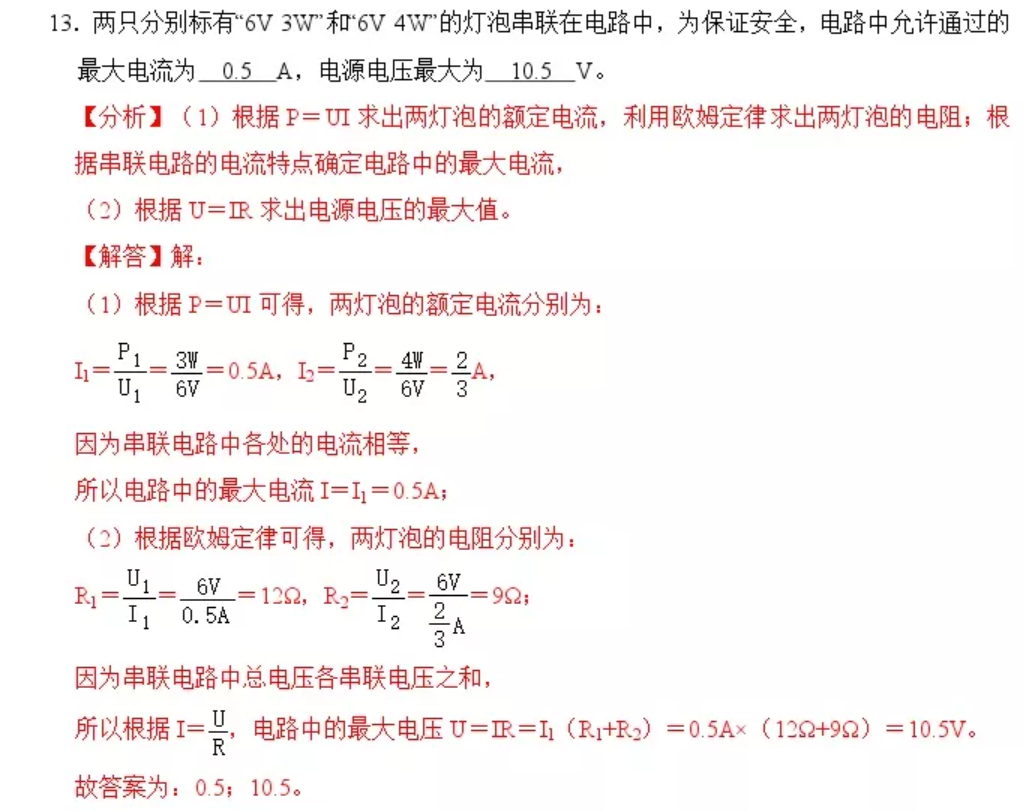 13. 两只分别标有“6V 3W”和“6V 4W”的灯泡串联在电路中，为保证安全，电路中允许通过的
最大电流为 0.5 A，电源电压最大为 10.5 V。
【分析】（1）根据 P＝UI 求出两灯泡的额定电流，利用欧姆定律求出两灯泡的电阻；根
据串联电路的电流特点确定电路中的最大电流，
（2）根据 U＝IR 求出电源电压的最大值。
【解答】解：
（1）根据 P＝UI 可得，两灯泡的额定电流分别为：
I₁＝P₁/U₁＝3W/6V＝0.5A，I₂＝P₂/U₂＝4W/6V＝2/3A，
因为串联电路中各处的电流相等，
所以电路中的最大电流 I＝I₁＝0.5A；
（2）根据欧姆定律可得，两灯泡的电阻分别为：
R₁＝U₁/I₁＝6V/0.5A＝12Ω，R₂＝U₂/I₂＝6V/(2/3A)＝9Ω；
因为串联电路中总电压各串联电压之和，
所以根据 I＝U/R，电路中的最大电压 U＝IR＝I₁（R₁+R₂）＝0.5A×（12Ω+9Ω）＝10.5V。
故答案为：0.5；10.5。